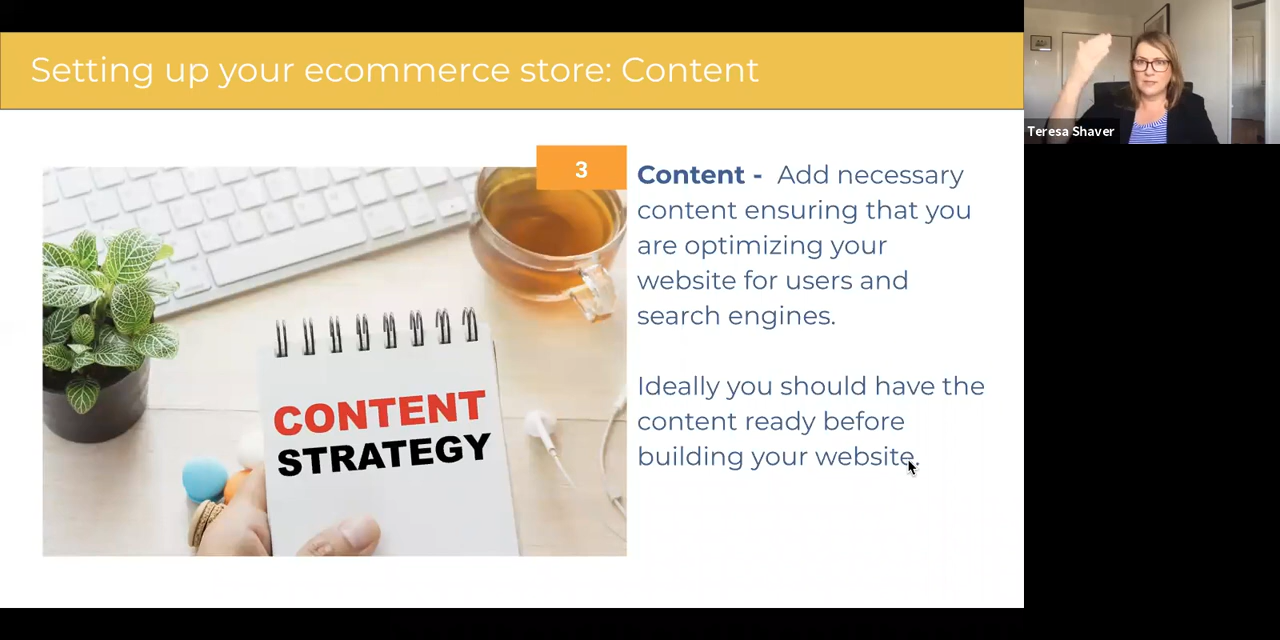 Setting up your ecommerce store: Content
Teresa Shaver
3
Content - Add necessary
content ensuring that you
are optimizing your
website for users and
search engines.
Ideally you should have the
content ready before
building your website.
CONTENT
STRATEGY